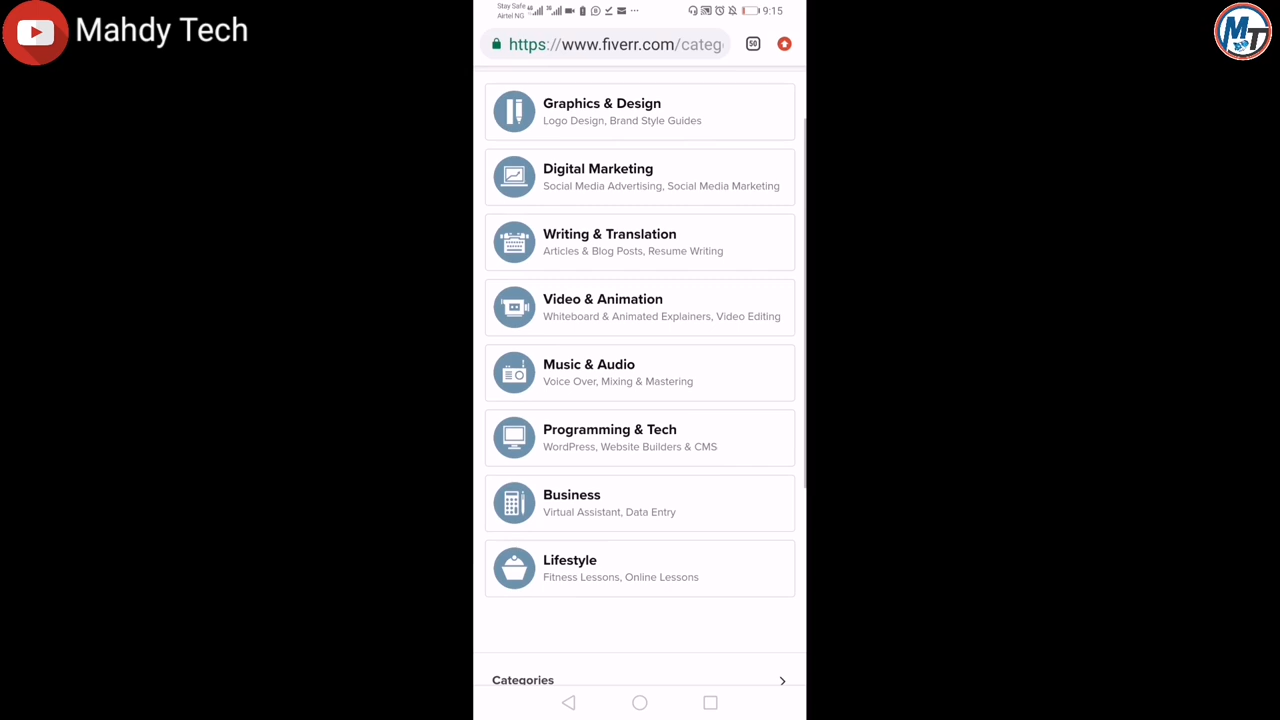 Mahdy Tech
MT
Stay Safe
Airtel NG
4G
3G
9:15
https://www.fiverr.com/categ
50
Graphics & Design
Logo Design, Brand Style Guides
Digital Marketing
Social Media Advertising, Social Media Marketing
Writing & Translation
Articles & Blog Posts, Resume Writing
Video & Animation
Whiteboard & Animated Explainers, Video Editing
Music & Audio
Voice Over, Mixing & Mastering
Programming & Tech
WordPress, Website Builders & CMS
Business
Virtual Assistant, Data Entry
Lifestyle
Fitness Lessons, Online Lessons
Categories